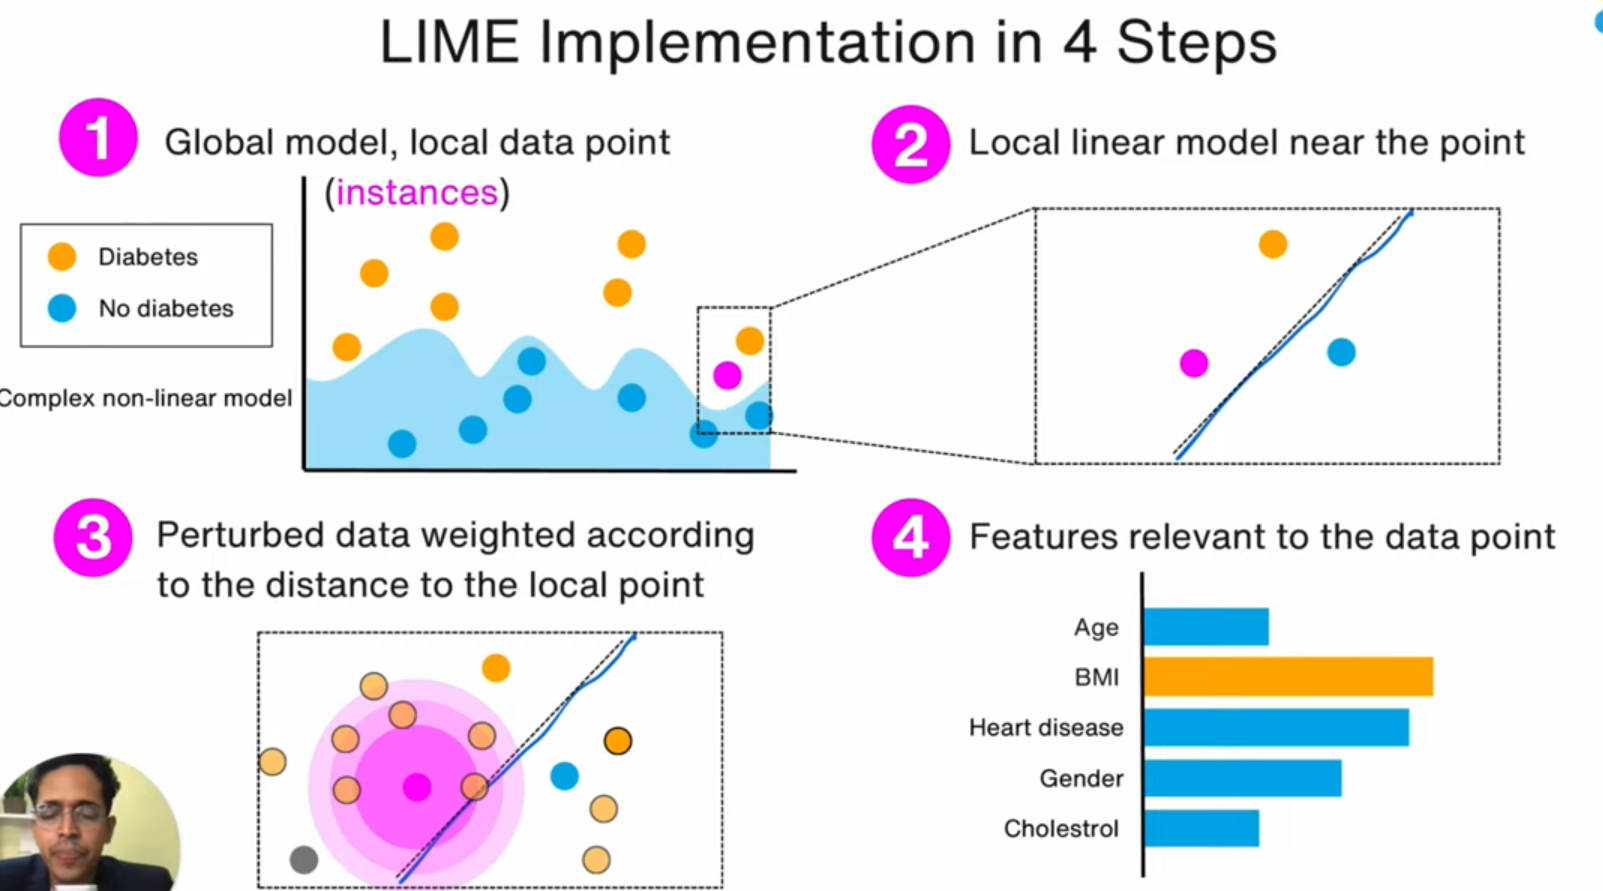 LIME Implementation in 4 Steps
1
Global model, local data point
(instances)
Diabetes
No diabetes
Complex non-linear model
2
Local linear model near the point
3
Perturbed data weighted according
to the distance to the local point
4
Features relevant to the data point
Age
BMI
Heart disease
Gender
Cholestrol